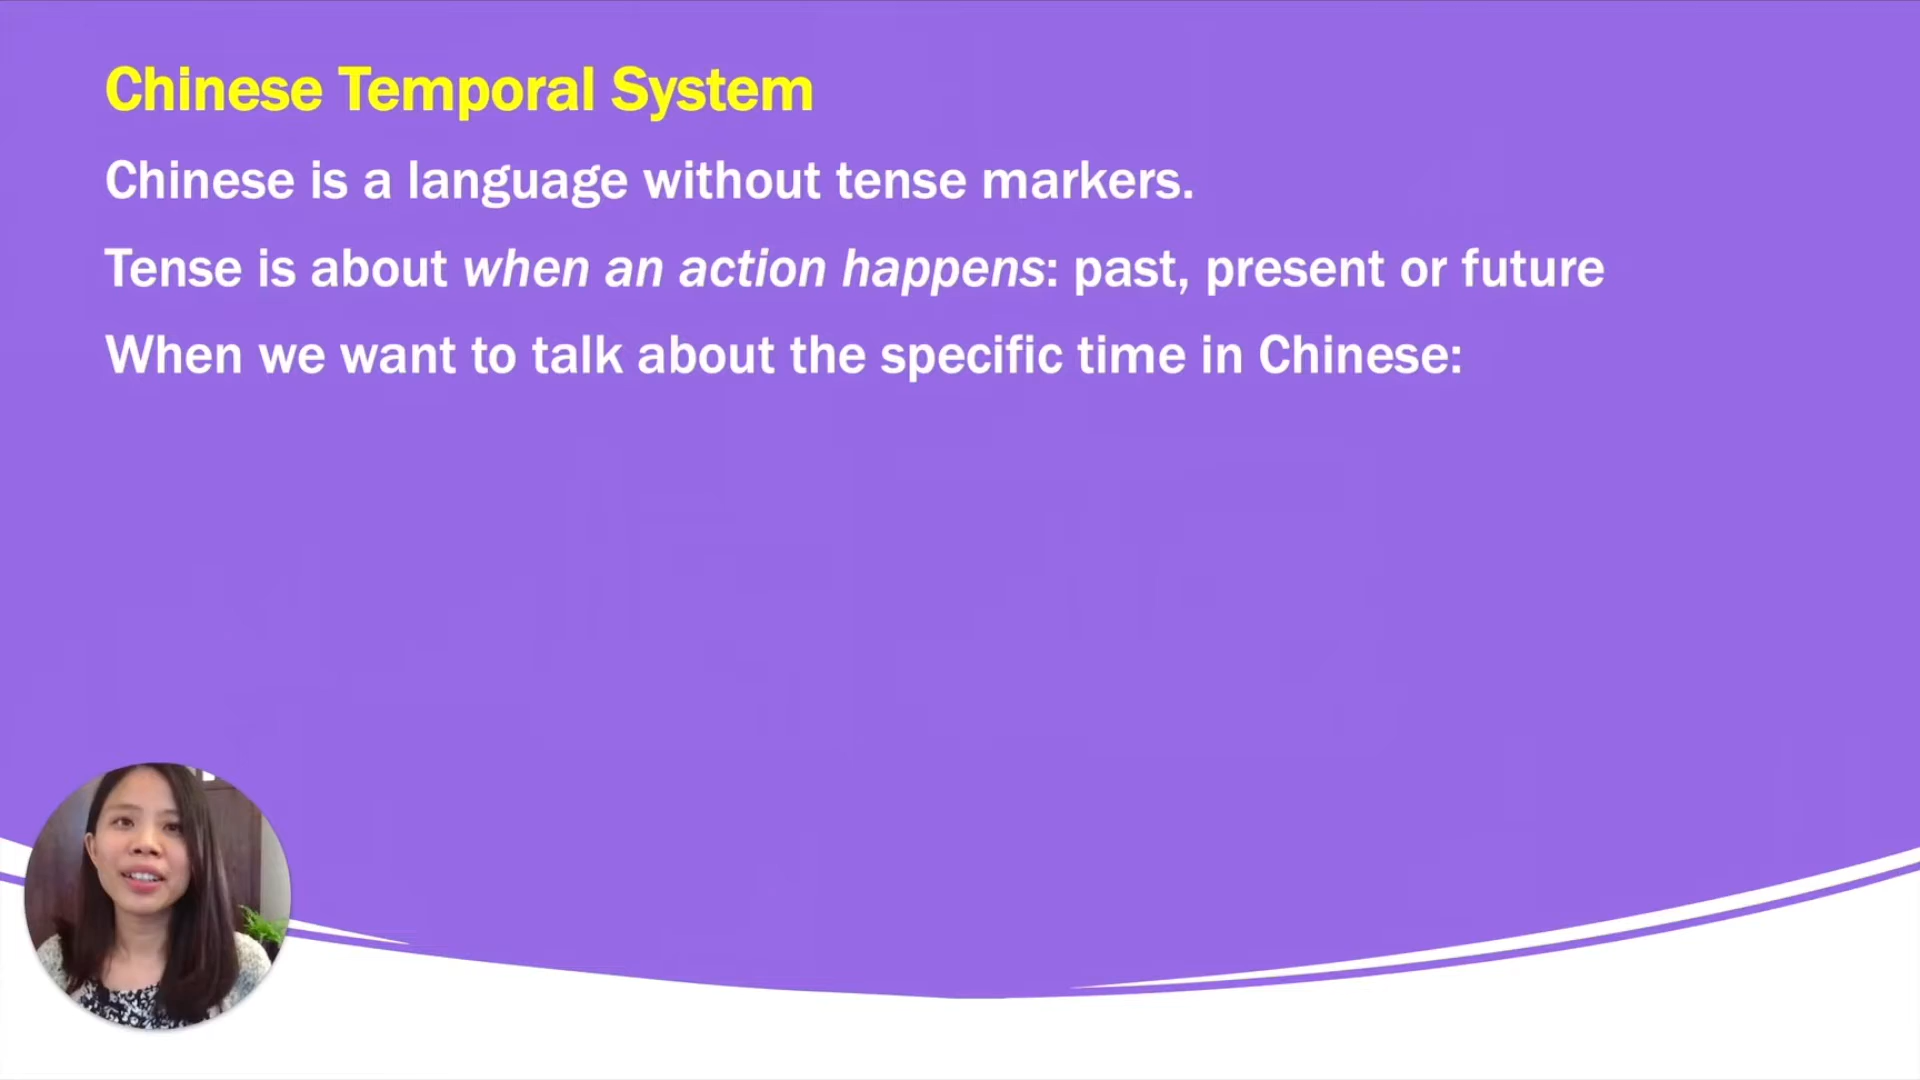 Chinese Temporal System
Chinese is a language without tense markers.
Tense is about when an action happens: past, present or future
When we want to talk about the specific time in Chinese: